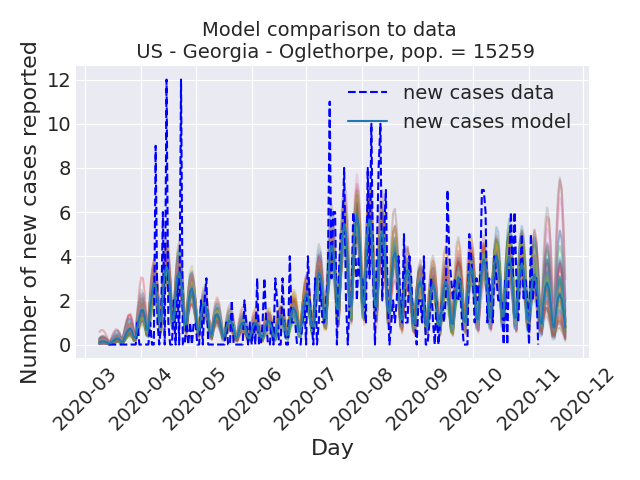 Model comparison to data
US - Georgia - Oglethorpe, pop. = 15259
Number of new cases reported
12
10
8
6
4
2
0
new cases data
new cases model
2020-03
2020-04
2020-05
2020-06
2020-07
2020-08
2020-09
2020-10
2020-11
2020-12
Day